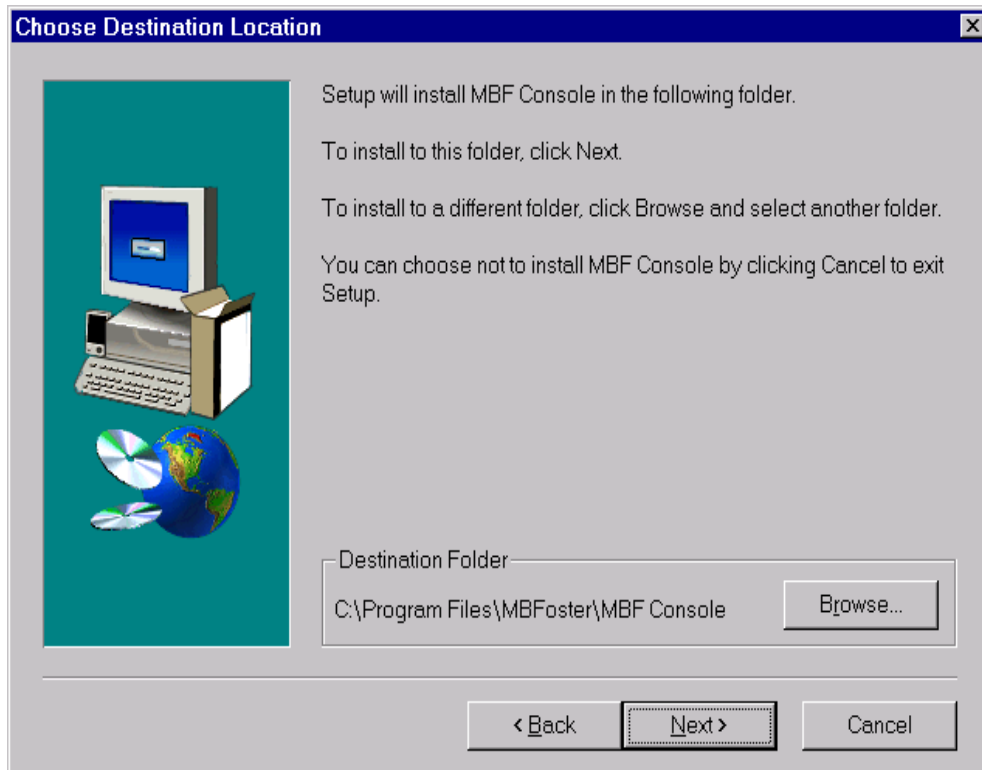 Choose Destination Location
Setup will install MBF Console in the following folder.
To install to this folder, click Next.
To install to a different folder, click Browse and select another folder.
You can choose not to install MBF Console by clicking Cancel to exit
Setup.
Destination Folder
C:\Program Files\MBFoster\MBF Console
Browse...
< Back
Next >
Cancel